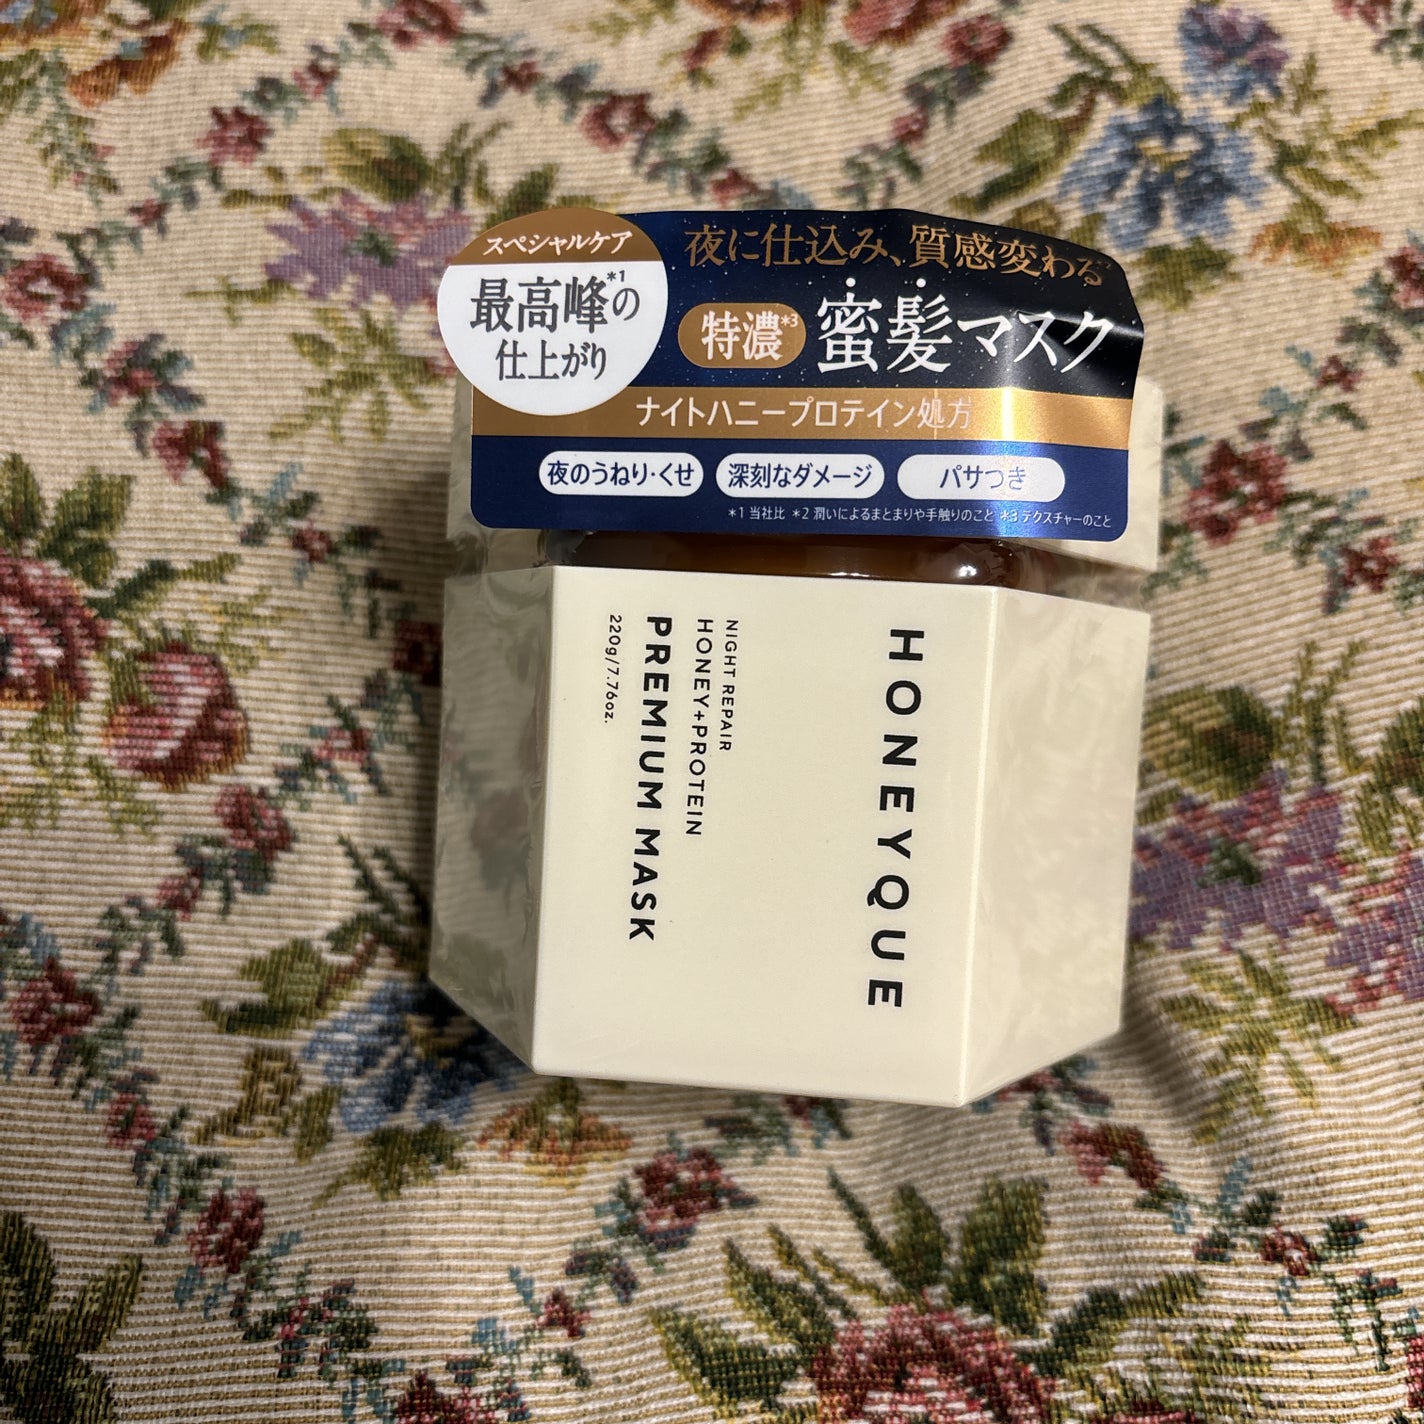 スペシャルケア
最高峰*1の
仕上がり
夜に仕込み、質感変わる*2
特濃*3 蜜髪マスク
ナイトハニープロテイン処方
夜のうねり・くせ 深刻なダメージ パサつき
*1 当社比 *2 潤いによるまとまりや手触りのこと *3 テクスチャーのこと
HONEYQUE
NIGHT REPAIR
HONEY+PROTEIN
PREMIUM MASK
220g/7.76oz.